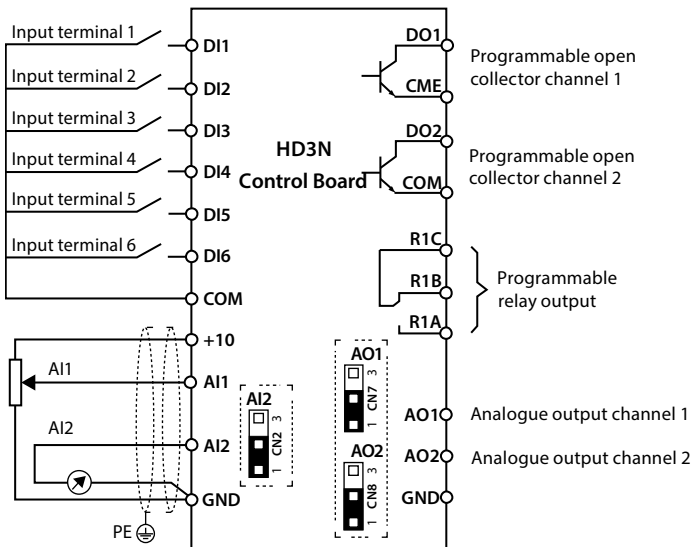 Input terminal 1
DI1
Input terminal 2
DI2
Input terminal 3
DI3
Input terminal 4
DI4
Input terminal 5
DI5
Input terminal 6
DI6
COM
+10
AI1
AI1
AI2
AI2
GND
PE
HD3N
Control Board
AI2
3
CN2
1
DO1
CME
Programmable open
collector channel 1
DO2
COM
Programmable open
collector channel 2
R1C
R1B
R1A
Programmable
relay output
AO1
3
CN7
1
AO2
3
CN8
1
AO1
Analogue output channel 1
AO2
Analogue output channel 2
GND